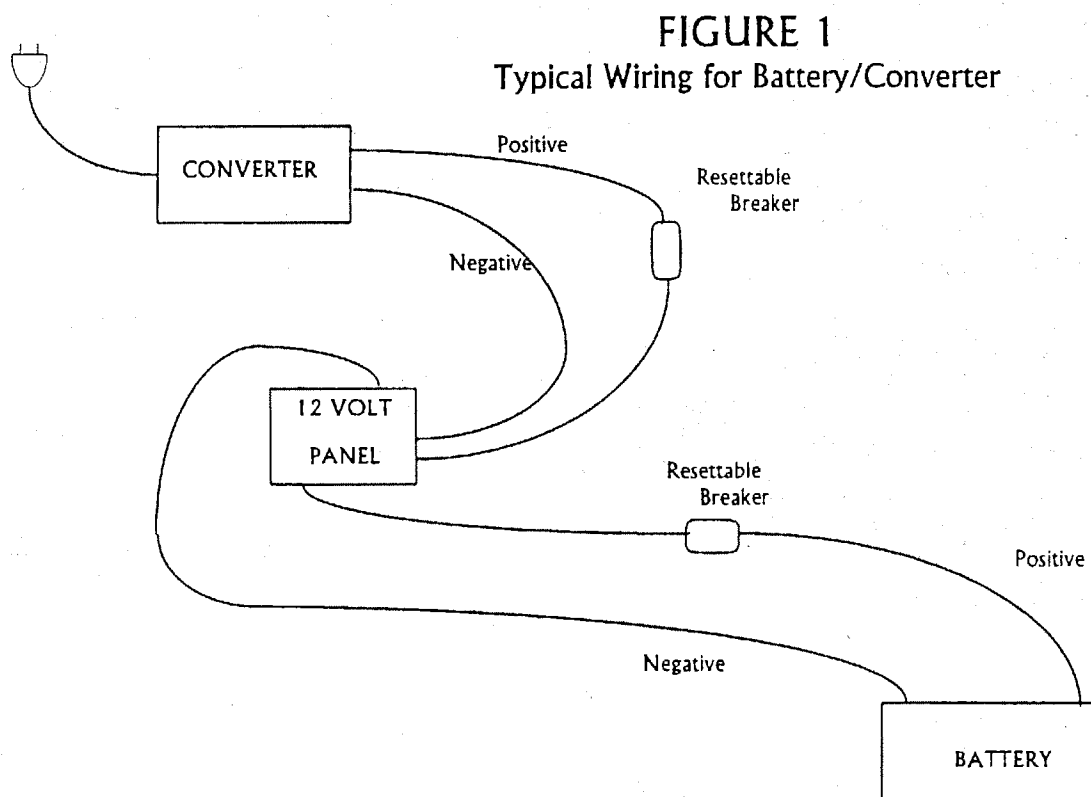 FIGURE 1
Typical Wiring for Battery/Converter
Positive
CONVERTER
Resettable
Breaker
Negative
12 VOLT
PANEL
Resettable
Breaker
Positive
Negative
BATTERY